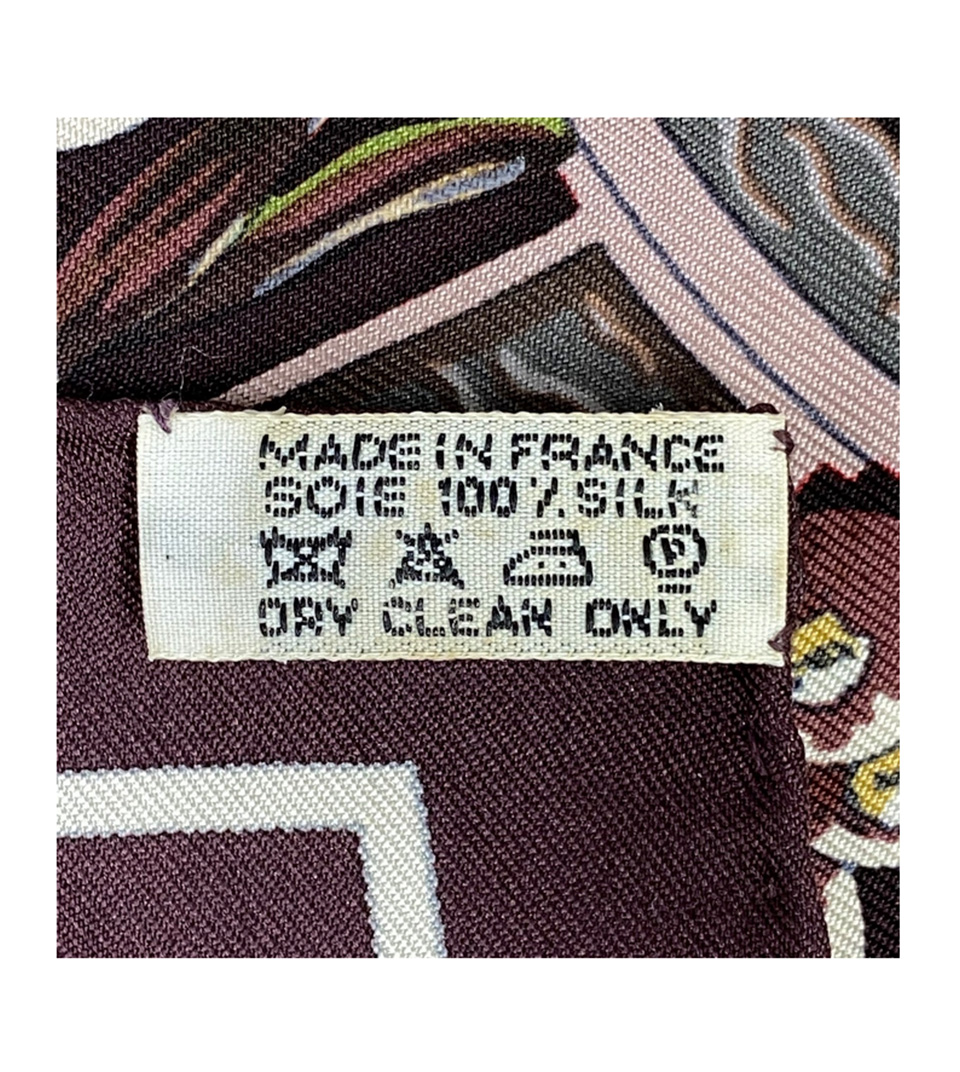 MADE IN FRANCE
SOIE 100% SILK
P
DRY CLEAN ONLY